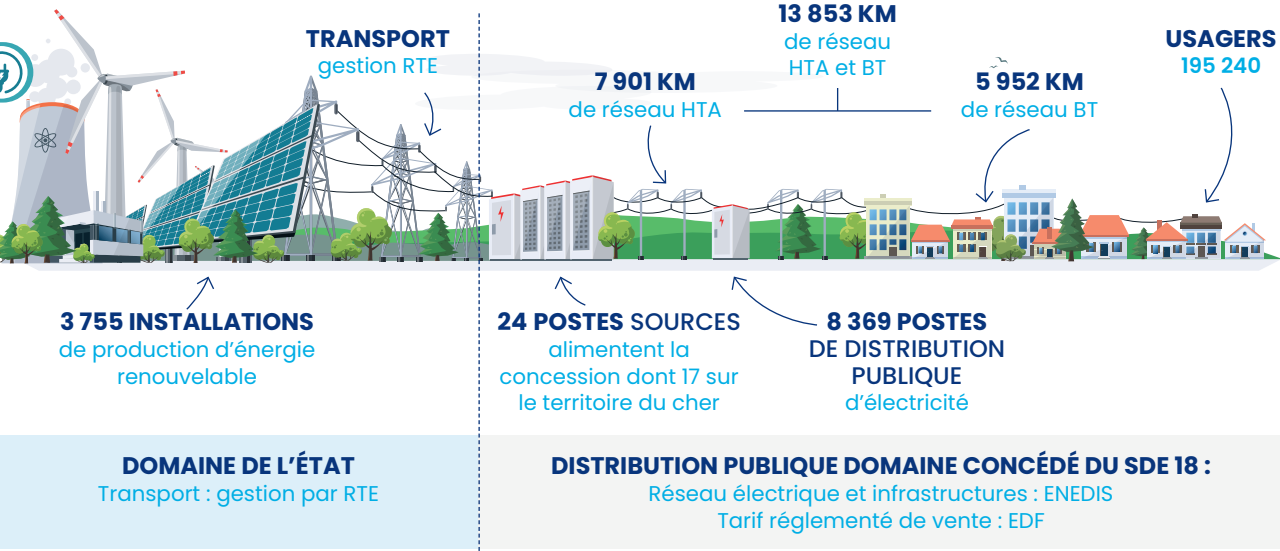 TRANSPORT
gestion RTE
13 853 KM
de réseau
HTA et BT
7 901 KM
de réseau HTA
5 952 KM
de réseau BT
USAGERS
195 240
3 755 INSTALLATIONS
de production d’énergie
renouvelable
24 POSTES SOURCES
alimentent la
concession dont 17 sur
le territoire du cher
8 369 POSTES
DE DISTRIBUTION
PUBLIQUE
d’électricité
DOMAINE DE L’ÉTAT
Transport : gestion par RTE
DISTRIBUTION PUBLIQUE DOMAINE CONCÉDÉ DU SDE 18 :
Réseau électrique et infrastructures : ENEDIS
Tarif réglementé de vente : EDF